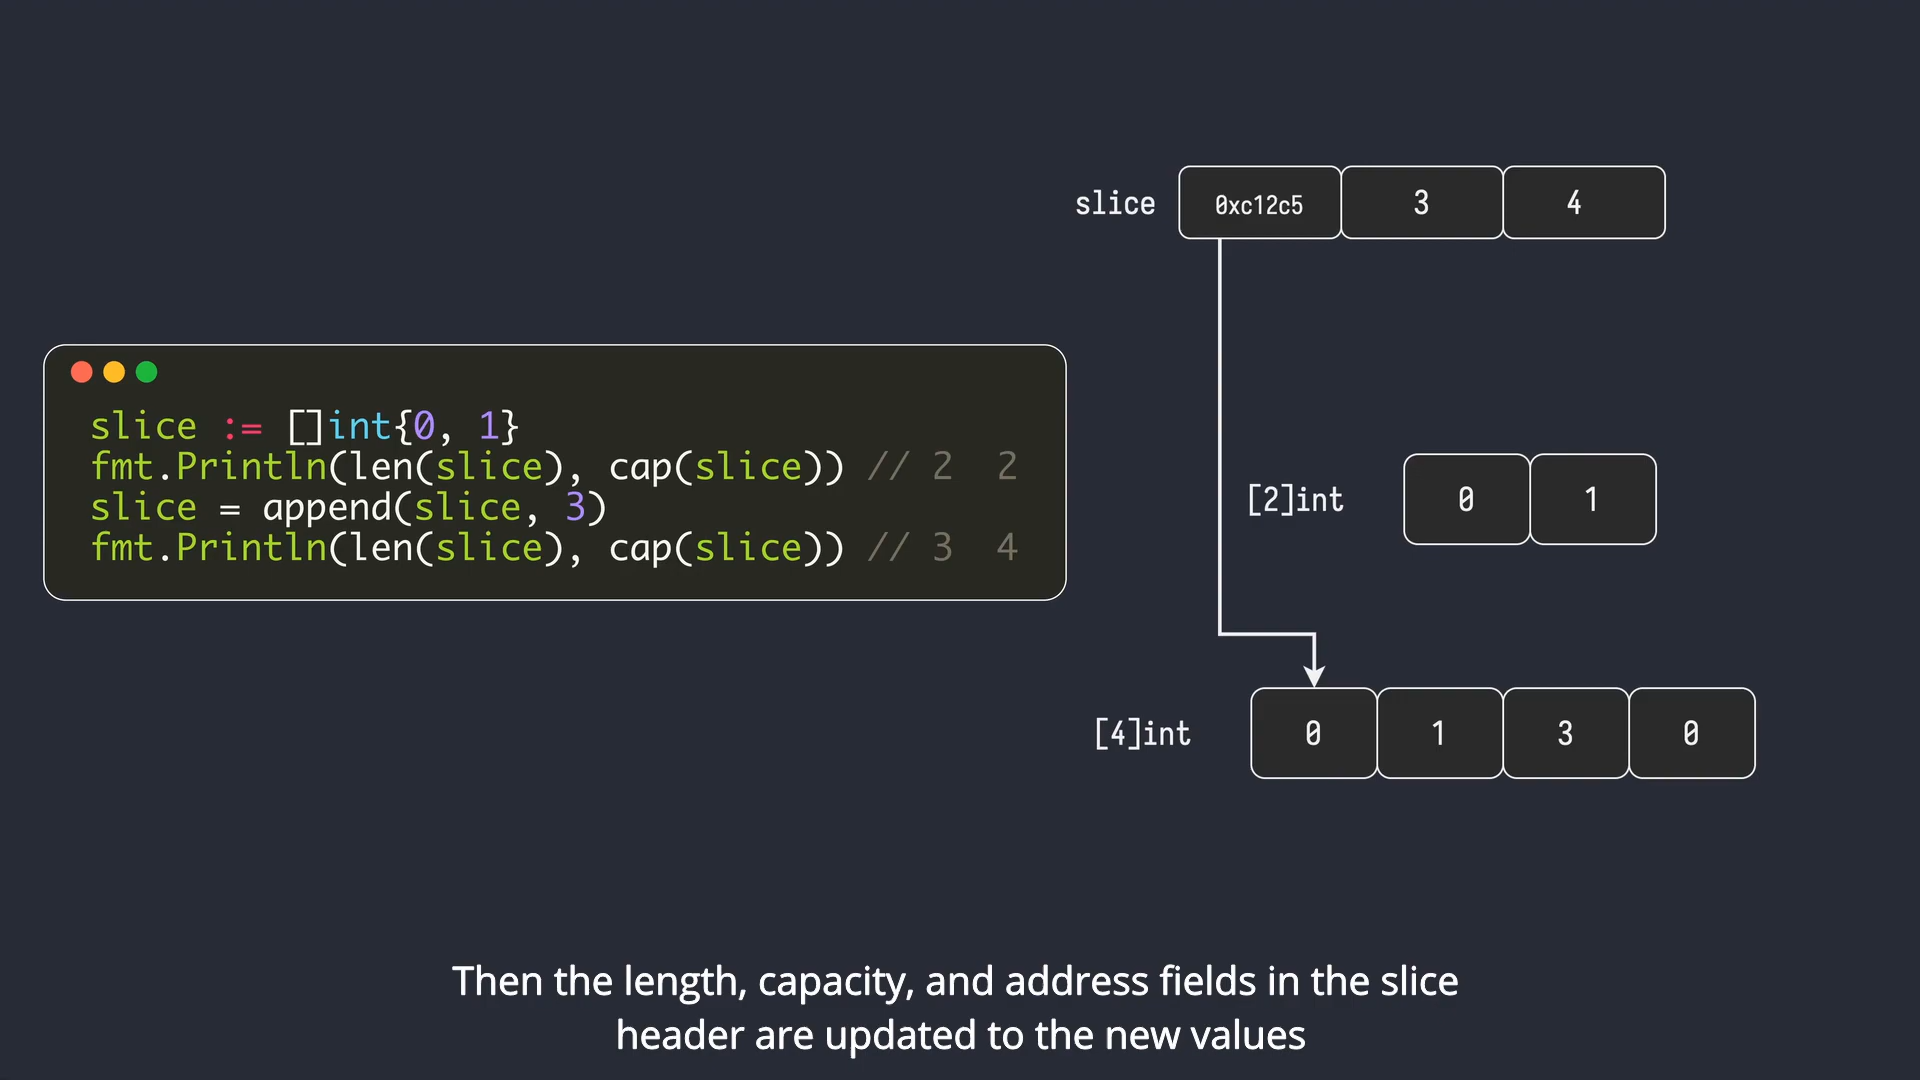 slice 0xc12c5 3 4
slice := []int{0, 1}
fmt.Println(len(slice), cap(slice)) // 2  2
slice = append(slice, 3)
fmt.Println(len(slice), cap(slice)) // 3  4
[2]int 0 1
[4]int 0 1 3 0
Then the length, capacity, and address fields in the slice
header are updated to the new values